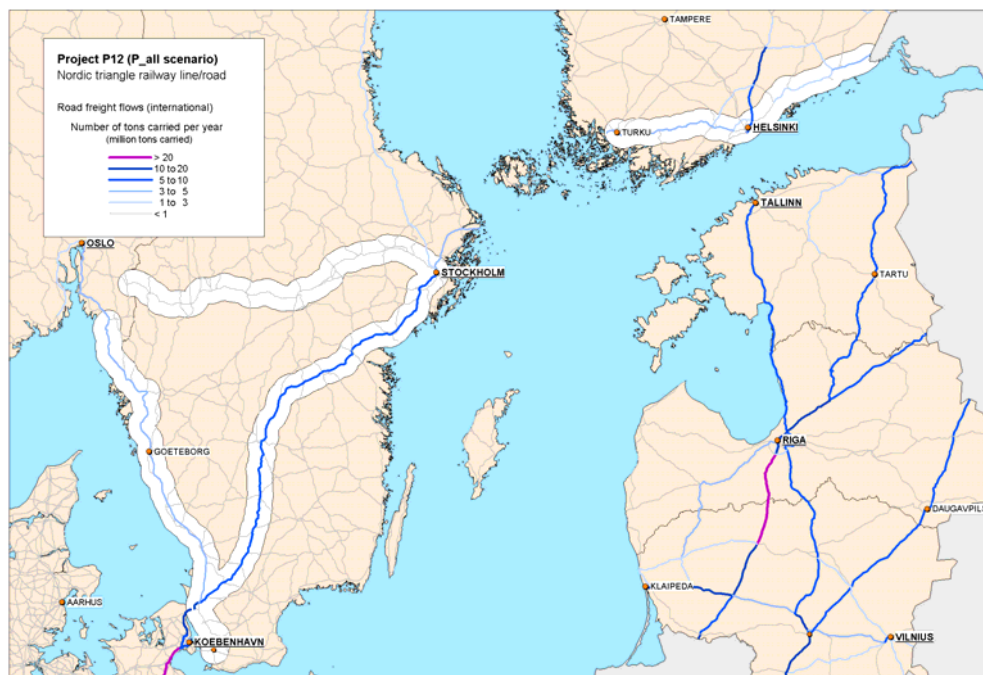 Project P12 (P_all scenario)
Nordic triangle railway line/road
Road freight flows (international)
Number of tons carried per year
(million tons carried)
> 20
10 to 20
5 to 10
3 to 5
1 to 3
< 1
TAMPERE
TURKU
HELSINKI
TALLINN
OSLO
STOCKHOLM
TARTU
RIGA
GOETEBORG
DAUGAVPILS
KLAIPEDA
AARHUS
KOEBENHAVN
VILNIUS